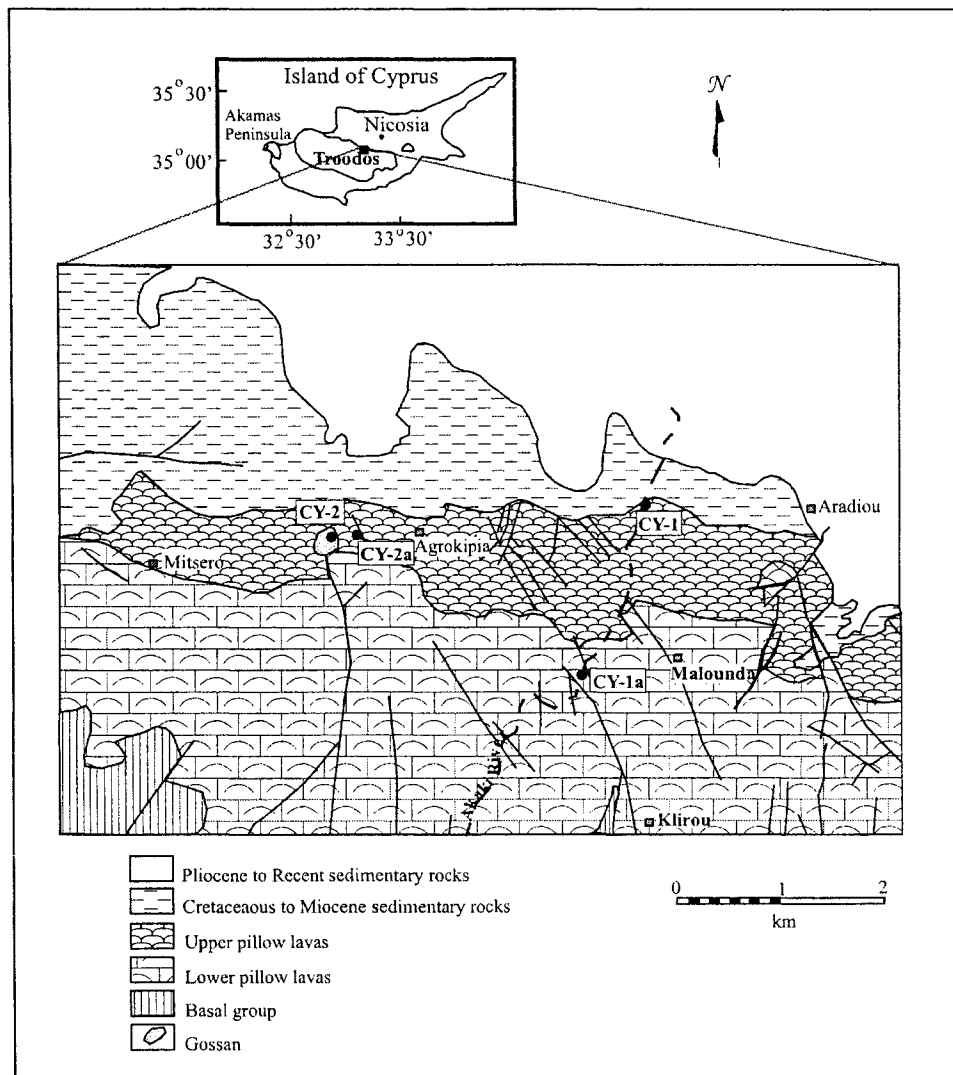 Island of Cyprus
N
35°30'
Akamas
Peninsula
Nicosia
35°00'
Troodos
32°30'
33°30'
CY-2
CY-1
Aradiou
Agrokipia
CY-2a
Mitsero
Malounda
CY-1a
Akaki River
Klirou
Pliocene to Recent sedimentary rocks
Cretaceaous to Miocene sedimentary rocks
Upper pillow lavas
Lower pillow lavas
Basal group
Gossan
0 1 2
km